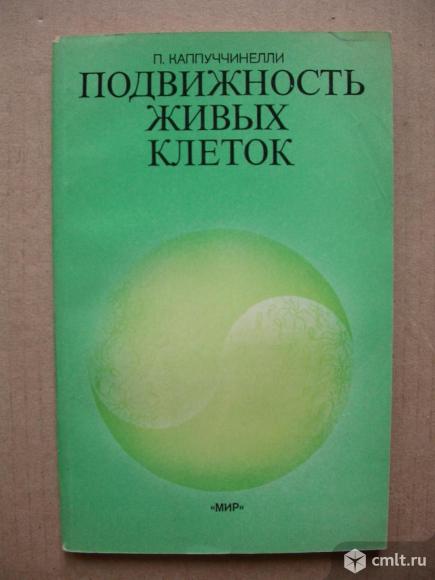 П. КАППУЧЧИНЕЛЛИ
ПОДВИЖНОСТЬ
ЖИВЫХ
КЛЕТОК
«МИР»
cmlt.ru